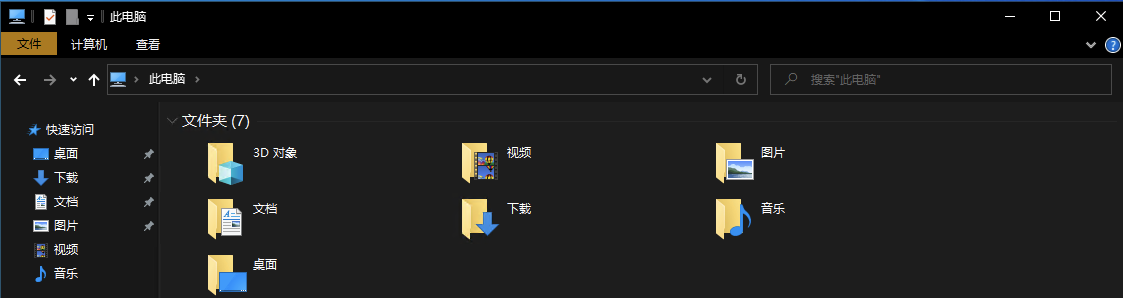 此电脑
文件 计算机 查看
此电脑
搜索"此电脑"
快速访问
桌面
下载
文档
图片
视频
音乐
文件夹 (7)
3D 对象 视频 图片
文档 下载 音乐
桌面